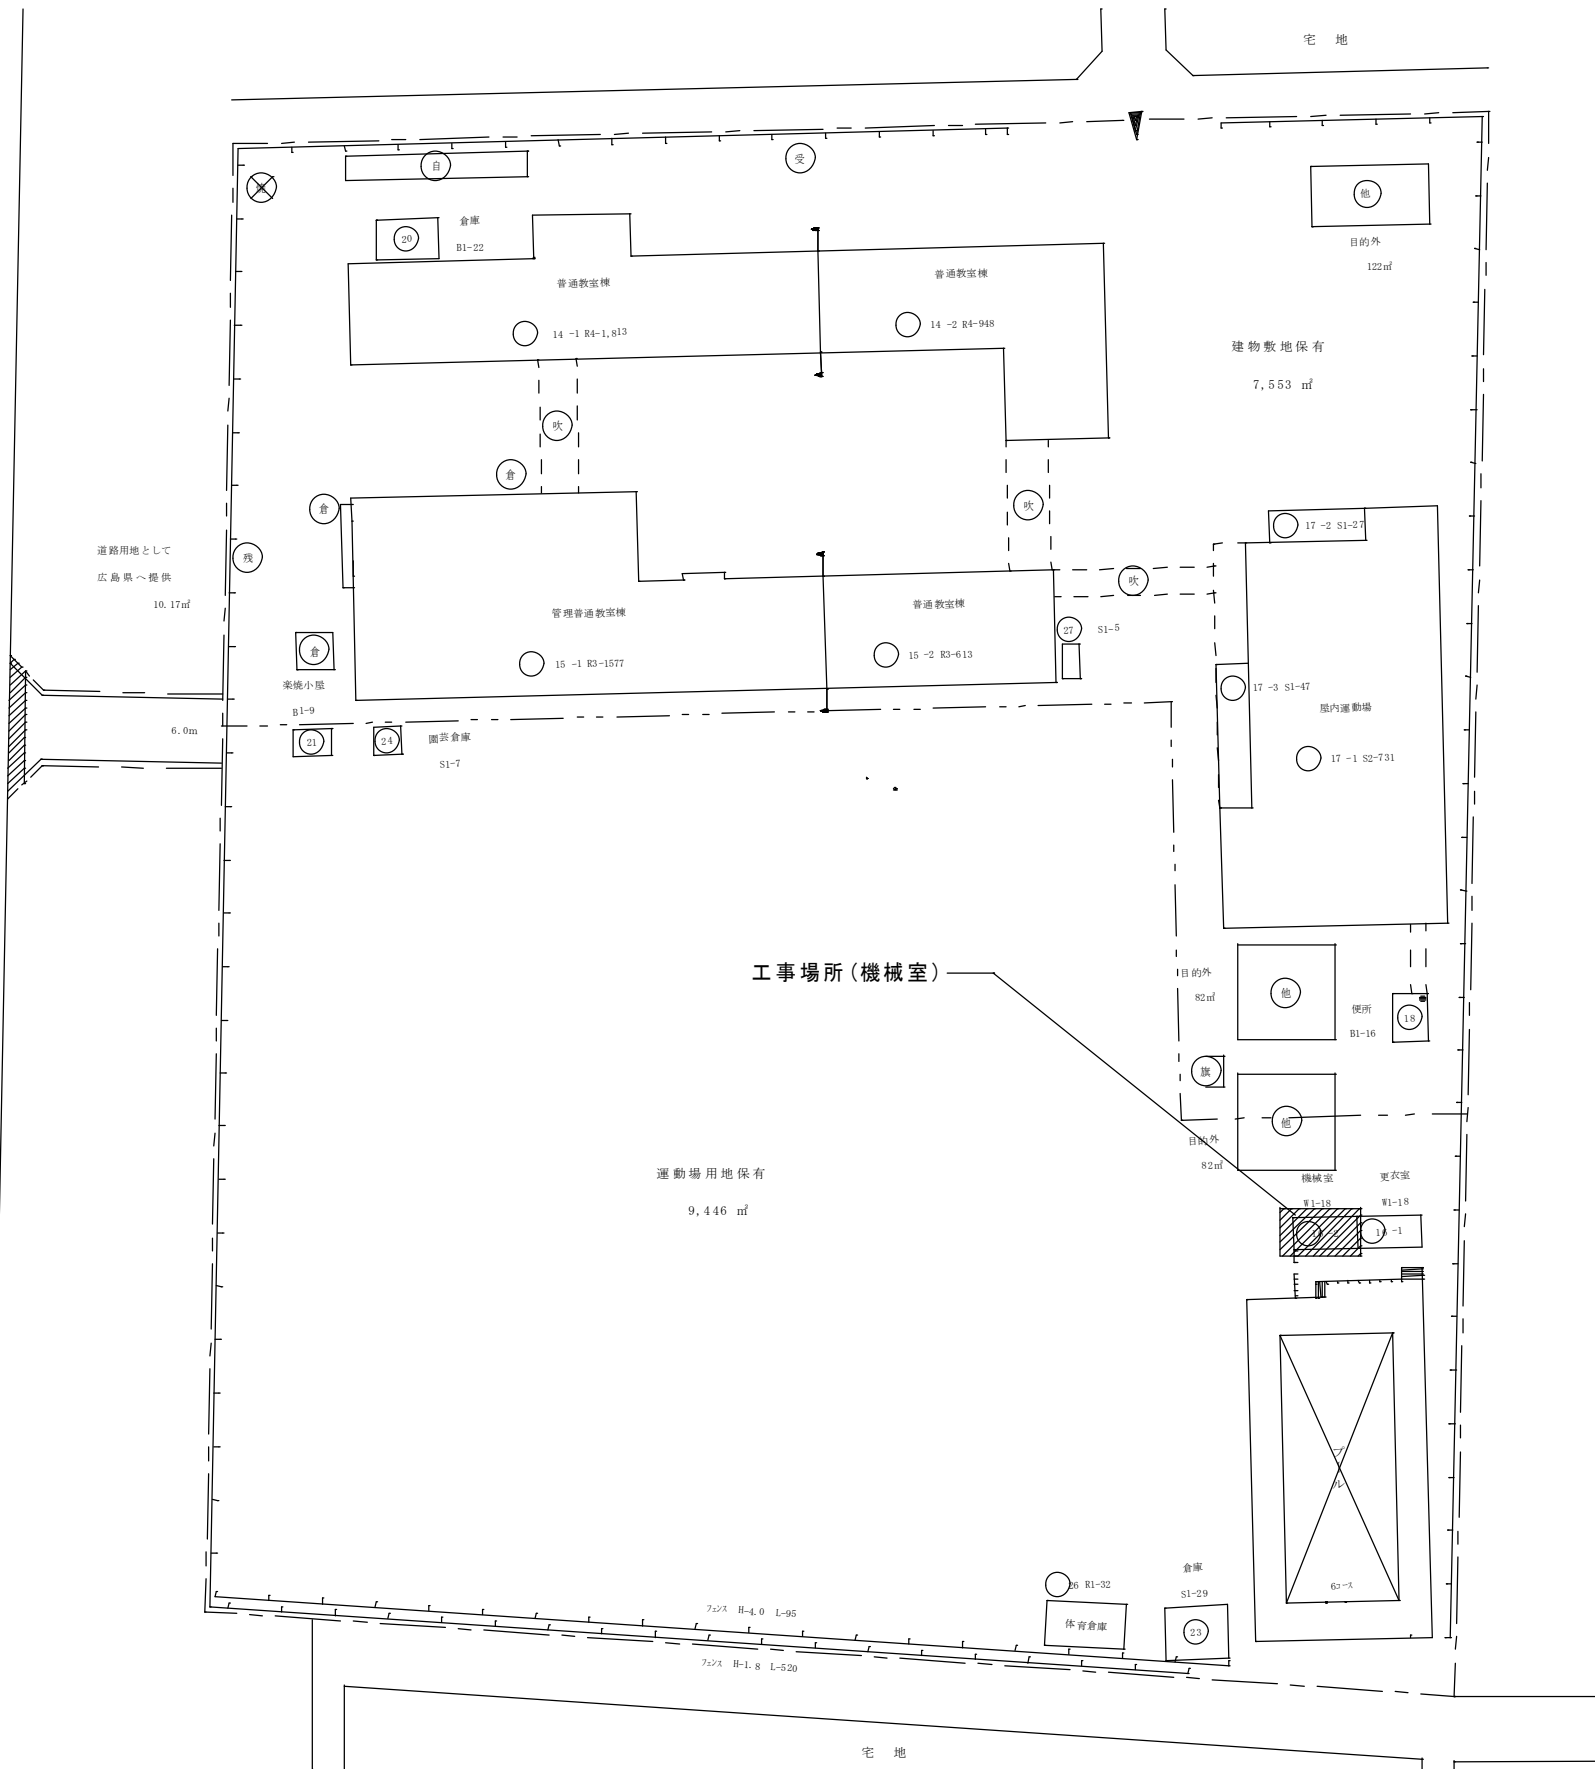 宅 地
自
受
他
倉庫
B1-22
20
目的外
122㎡
普通教室棟
14 -1 R4-1,813
普通教室棟
14 -2 R4-948
建物敷地保有
7,553 ㎡
吹
倉
倉
吹
17 -2 S1-27
残
道路用地として
広島県へ提供
10.17㎡
吹
管理普通教室棟
15 -1 R3-1577
普通教室棟
15 -2 R3-613
27 S1-5
倉
楽焼小屋
B1-9
21
24
園芸倉庫
S1-7
6.0m
17 -3 S1-47
屋内運動場
17 -1 S2-731
工事場所(機械室)
目的外
82㎡
他
便所
B1-16
18
旗
他
目的外
82㎡
運動場用地保有
9,446 ㎡
機械室
W1-18
更衣室
W1-18
16 -1
プール
6コース
26 R1-32
体育倉庫
倉庫
S1-29
23
フェンス H-4.0 L-95
フェンス H-1.8 L-520
宅 地